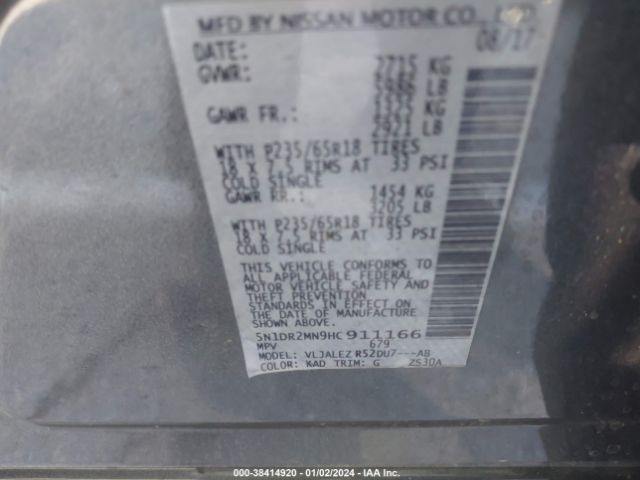 MFD BY NISSAN MOTOR CO., LTD.
DATE: 08/17
GVWR: 2715 KG
5986 LB
GAWR FR.: 1325 KG
2921 LB
WITH P235/65R18 TIRES
18 X 7.5 RIMS AT 33 PSI
COLD SINGLE
GAWR RR.: 1454 KG
3205 LB
WITH P235/65R18 TIRES
18 X 7.5 RIMS AT 33 PSI
COLD SINGLE
THIS VEHICLE CONFORMS TO
ALL APPLICABLE FEDERAL
MOTOR VEHICLE SAFETY AND
THEFT PREVENTION
STANDARDS IN EFFECT ON
THE DATE OF MANUFACTURE
SHOWN ABOVE.
5N1DR2MN9HC911166
MPV 679
MODEL: VLJALEZ R52DU7---AB
COLOR: KAD TRIM: G ZS30A
000-38414920 - 01/02/2024 - IAA Inc.